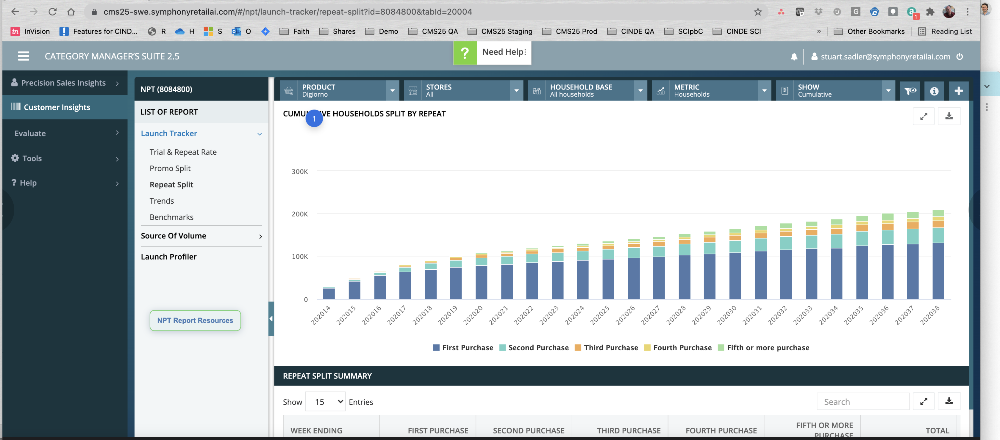 cms25-swe.symphonyretailai.com/#/npt/launch-tracker/repeat-split?id=8084800&tabId=20004
1
in InVision
! Features for CIND...
R
H
S
O
Faith
Shares
Demo
CMS25 QA
CMS25 Staging
CMS25 Prod
CINDE QA
SCIpbC
CINDE SCI
»
Other Bookmarks
Reading List
CATEGORY MANAGER'S SUITE 2.5
? Need Help
stuart.sadler@symphonyretailai.com
Precision Sales Insights
Customer Insights
Evaluate
Tools
? Help
NPT (8084800)
LIST OF REPORT
Launch Tracker
Trial & Repeat Rate
Promo Split
Repeat Split
Trends
Benchmarks
Source Of Volume
Launch Profiler
NPT Report Resources
PRODUCT
Digiorno
STORES
All
HOUSEHOLD BASE
All households
METRIC
Households
SHOW
Cumulative
CUMU VE HOUSEHOLDS SPLIT BY REPEAT
1
300K
200K
100K
0
202014
202015
202016
202017
202018
202019
202020
202021
202022
202023
202024
202025
202026
202027
202028
202029
202030
202031
202032
202033
202034
202035
202036
202037
202038
First Purchase
Second Purchase
Third Purchase
Fourth Purchase
Fifth or more purchase
REPEAT SPLIT SUMMARY
Show 15 Entries
Search
WEEK ENDING
FIRST PURCHASE
SECOND PURCHASE
THIRD PURCHASE
FOURTH PURCHASE
FIFTH OR MORE
PURCHASE
TOTAL